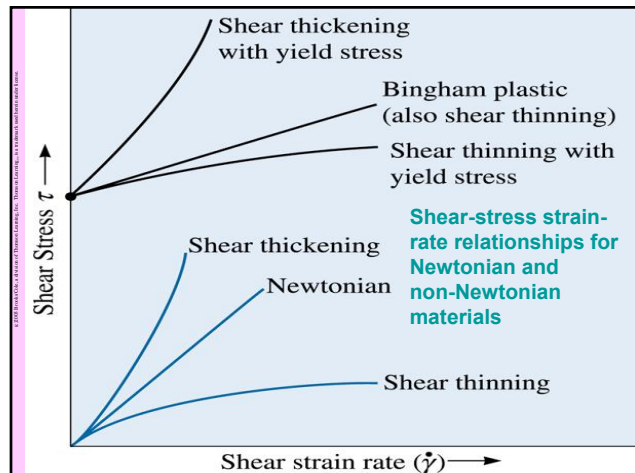 Shear thickening
with yield stress
Bingham plastic
(also shear thinning)
Shear thinning with
yield stress
Shear-stress strain-
rate relationships for
Newtonian and
non-Newtonian
materials
Shear thickening
Newtonian
Shear thinning
Shear Stress τ
Shear strain rate (γ̇)